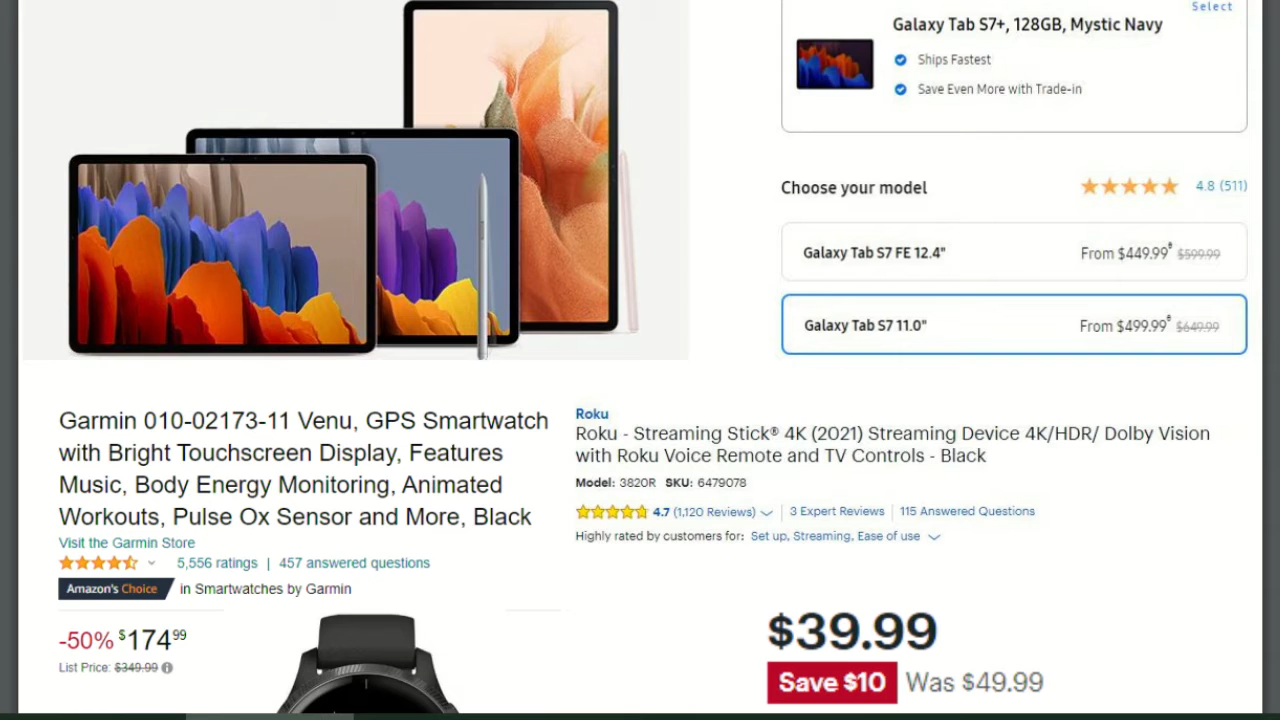 Select
Galaxy Tab S7+, 128GB, Mystic Navy
Ships Fastest
Save Even More with Trade-in
Choose your model
4.8 (511)
Galaxy Tab S7 FE 12.4" From $449.99 $599.99
Galaxy Tab S7 11.0" From $499.99 $649.99
Garmin 010-02173-11 Venu, GPS Smartwatch
with Bright Touchscreen Display, Features
Music, Body Energy Monitoring, Animated
Workouts, Pulse Ox Sensor and More, Black
Visit the Garmin Store
5,556 ratings | 457 answered questions
Amazon's Choice in Smartwatches by Garmin
-50% $174.99
List Price: $349.99
Roku
Roku - Streaming Stick® 4K (2021) Streaming Device 4K/HDR/ Dolby Vision
with Roku Voice Remote and TV Controls - Black
Model: 3820R SKU: 6479078
4.7 (1,120 Reviews) | 3 Expert Reviews | 115 Answered Questions
Highly rated by customers for: Set up, Streaming, Ease of use
$39.99
Save $10 Was $49.99